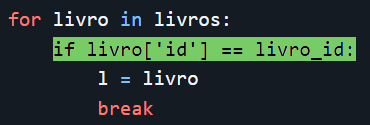 for livro in livros:
    if livro['id'] == livro_id:
        l = livro
        break